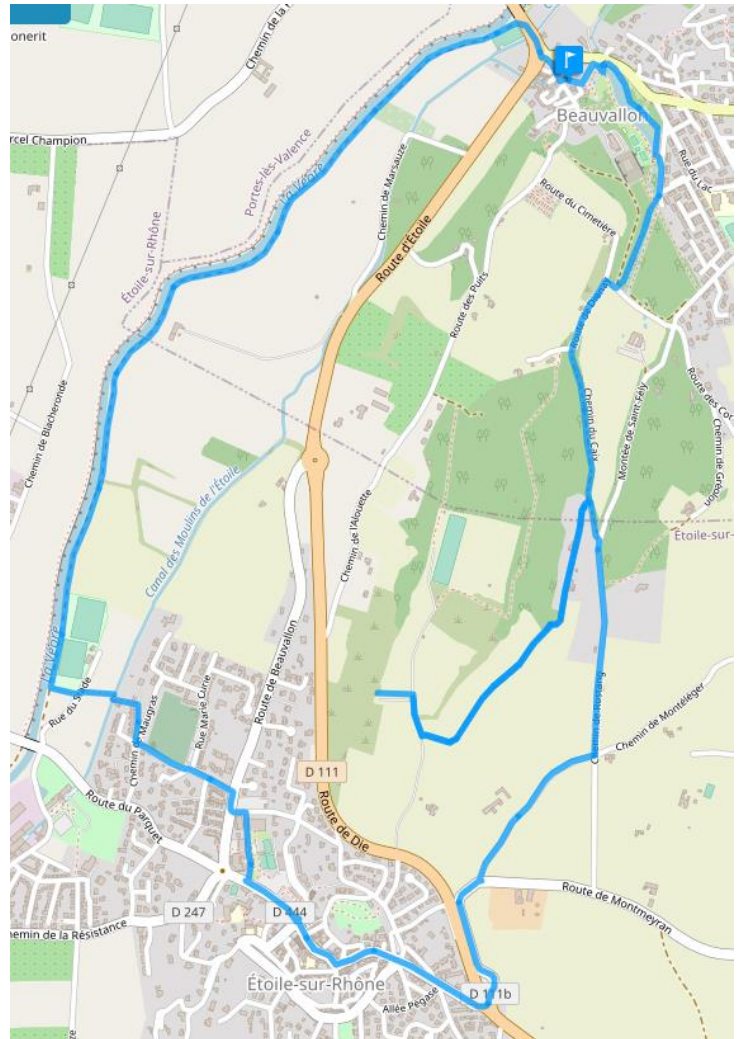 onerit
Chemin de la
rcel Champion
Portes-lès-Valence
La Véore
Étoile-sur-Rhône
Beauvallon
Rue du Lac
Chemin de Marsauze
Route du Cimetière
Route d'Étoile
Route des Puits
Chemin de Blacheronde
Chemin du Caix
Montée de Saint-Fély
Route des Co
Canal des Moulins de l'Étoile
Chemin de l'Alouette
Étoile-sur-
La Véore
Route de Beauvallon
Rue du Stade
Chemin de Maugras
Rue Marie Curie
Chemin de Rostang
Chemin de Montéléger
D 111
Route de Die
Route du Parquet
Route de Montmeyran
D 247
D 444
hemin de la Résistance
Étoile-sur-Rhône
Allée Pégase
D 111b